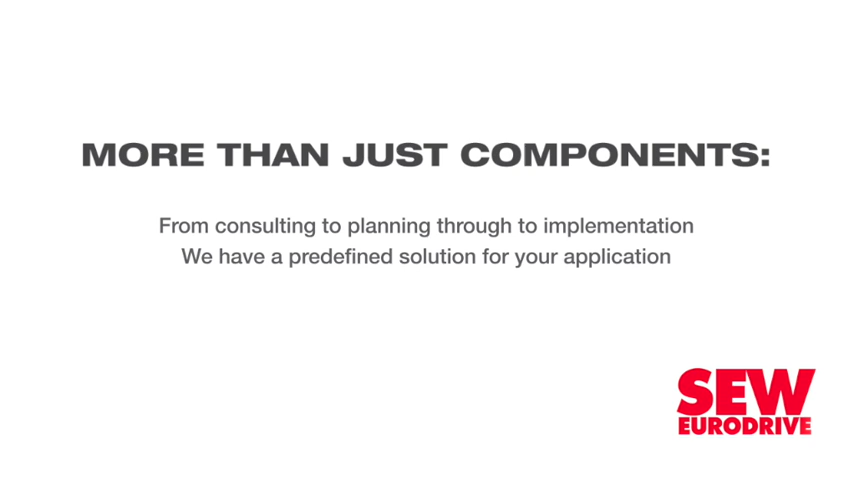 MORE THAN JUST COMPONENTS:
From consulting to planning through to implementation
We have a predefined solution for your application
SEW
EURODRIVE